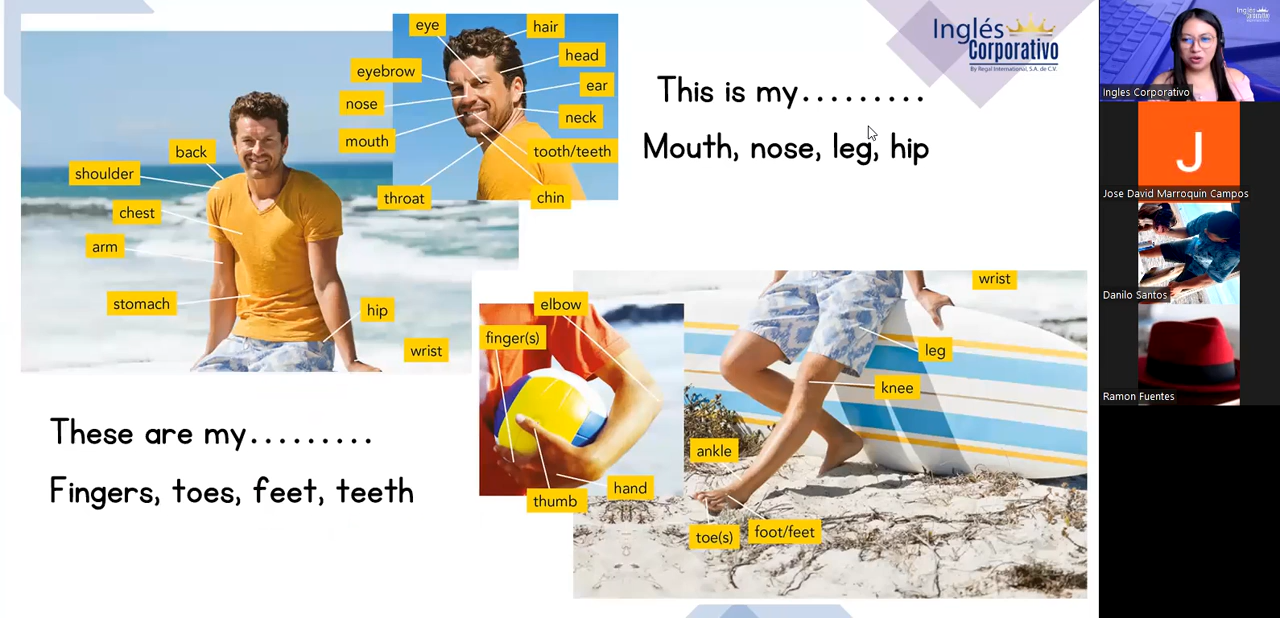 eye
hair
head
eyebrow
ear
nose
neck
mouth
tooth/teeth
throat
chin
back
shoulder
chest
arm
stomach
hip
wrist
Inglés
Corporativo
By Regal International, S.A. de C.V.
This is my.........
Mouth, nose, leg, hip
These are my.........
Fingers, toes, feet, teeth
elbow
finger(s)
thumb
hand
wrist
leg
knee
ankle
toe(s)
foot/feet
Ingles Corporativo
Inglés
Corporativo
J
Jose David Marroquin Campos
Danilo Santos
Ramon Fuentes